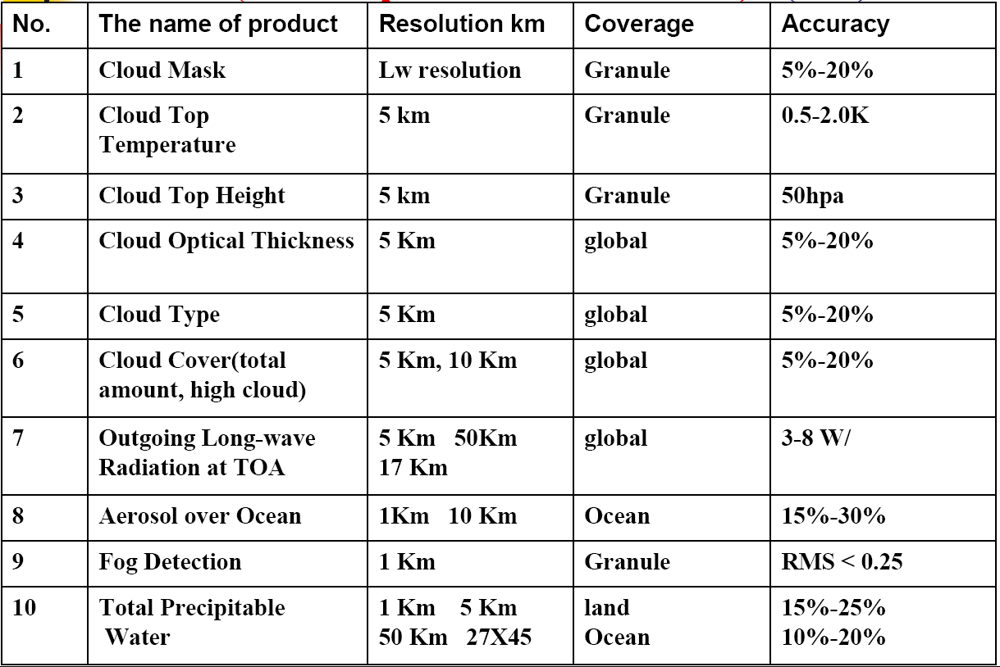 No. The name of product Resolution km Coverage Accuracy
1 Cloud Mask Lw resolution Granule 5%-20%
2 Cloud Top 5 km Granule 0.5-2.0K
Temperature
3 Cloud Top Height 5 km Granule 50hpa
4 Cloud Optical Thickness 5 Km global 5%-20%
5 Cloud Type 5 Km global 5%-20%
6 Cloud Cover(total 5 Km, 10 Km global 5%-20%
amount, high cloud)
7 Outgoing Long-wave 5 Km 50Km global 3-8 W/
Radiation at TOA 17 Km
8 Aerosol over Ocean 1Km 10 Km Ocean 15%-30%
9 Fog Detection 1 Km Granule RMS < 0.25
10 Total Precipitable 1 Km 5 Km land 15%-25%
Water 50 Km 27X45 Ocean 10%-20%